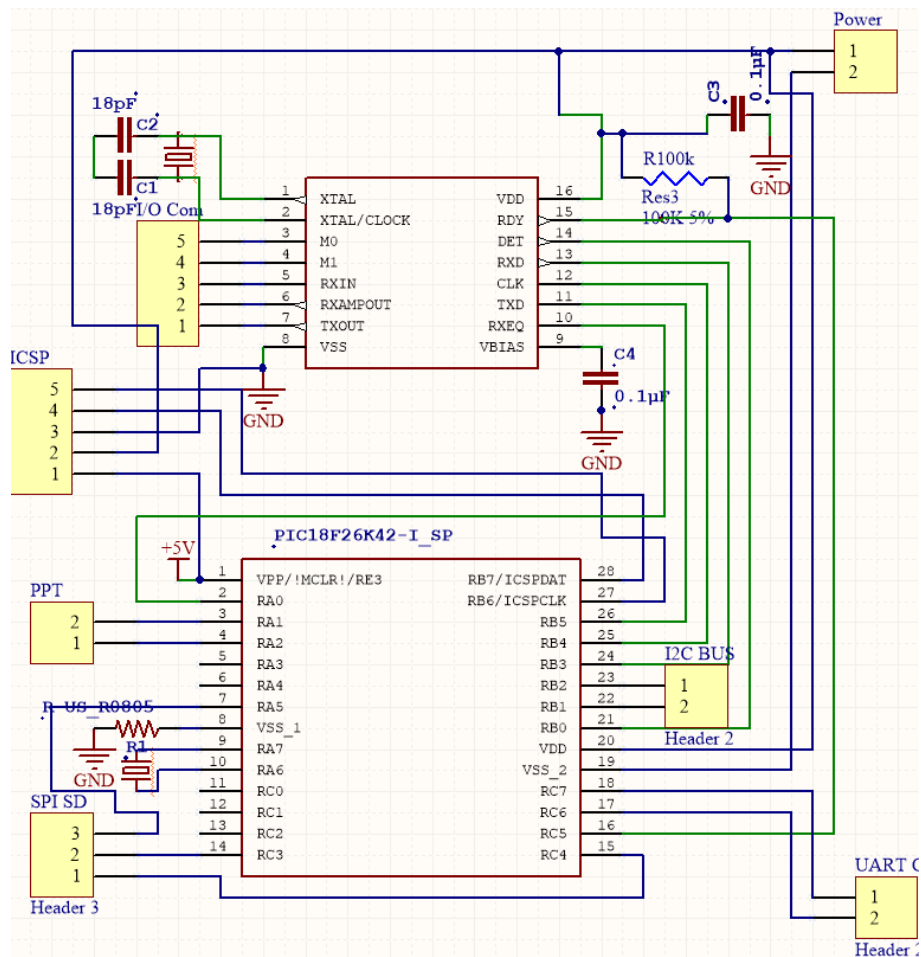 Power
1
2
18pF
C2
C1
18pF
I/O Com
5
4
3
2
1
C3
0.1µF
GND
R100k
Res3
100K 5%
1 XTAL VDD 16
2 XTAL/CLOCK RDY 15
3 M0 DET 14
4 M1 RXD 13
5 RXIN CLK 12
6 RXAMPOUT TXD 11
7 TXOUT RXEQ 10
8 VSS VBIAS 9
GND
C4
0.1µF
GND
ICSP
5
4
3
2
1
PIC18F26K42-I_SP
+5V
1 VPP/!MCLR!/RE3 RB7/ICSPDAT 28
2 RA0 RB6/ICSPCLK 27
3 RA1 RB5 26
4 RA2 RB4 25
5 RA3 RB3 24
6 RA4 RB2 23
7 RA5 RB1 22
8 VSS_1 RB0 21
9 RA7 VDD 20
10 RA6 VSS_2 19
11 RC0 RC7 18
12 RC1 RC6 17
13 RC2 RC5 16
14 RC3 RC4 15
PPT
2
1
I2C BUS
1
2
Header 2
R US_R0805
R1
GND
SPI SD
3
2
1
Header 3
UART C
1
2
Header 2